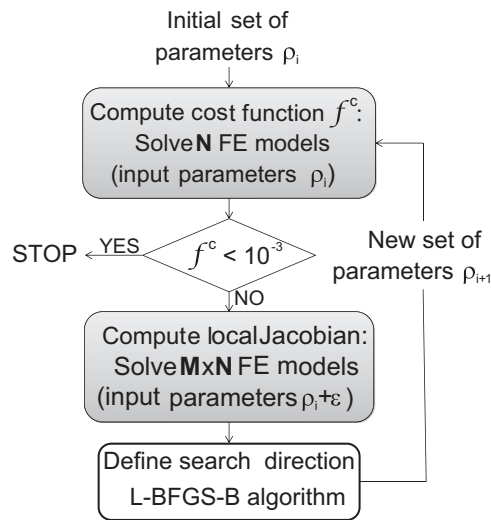 Initial set of
parameters ρi
Compute cost function f^c:
Solve N FE models
(input parameters ρi)
YES
STOP
f^c < 10^-3
NO
New set of
parameters ρi+1
Compute localJacobian:
Solve MxN FE models
(input parameters ρi+ε)
Define search direction
L-BFGS-B algorithm